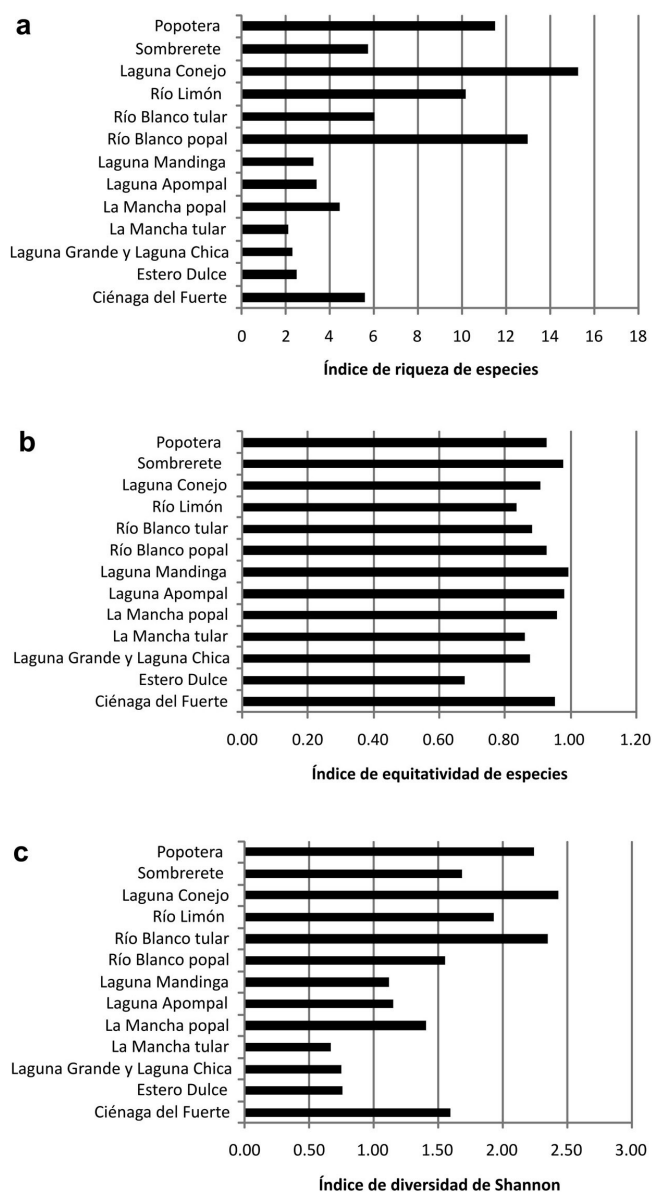 a
Popotera
Sombrerete
Laguna Conejo
Río Limón
Río Blanco tular
Río Blanco popal
Laguna Mandinga
Laguna Apompal
La Mancha popal
La Mancha tular
Laguna Grande y Laguna Chica
Estero Dulce
Ciénaga del Fuerte
0 2 4 6 8 10 12 14 16 18
Índice de riqueza de especies
b
Popotera
Sombrerete
Laguna Conejo
Río Limón
Río Blanco tular
Río Blanco popal
Laguna Mandinga
Laguna Apompal
La Mancha popal
La Mancha tular
Laguna Grande y Laguna Chica
Estero Dulce
Ciénaga del Fuerte
0.00 0.20 0.40 0.60 0.80 1.00 1.20
Índice de equitatividad de especies
c
Popotera
Sombrerete
Laguna Conejo
Río Limón
Río Blanco tular
Río Blanco popal
Laguna Mandinga
Laguna Apompal
La Mancha popal
La Mancha tular
Laguna Grande y Laguna Chica
Estero Dulce
Ciénaga del Fuerte
0.00 0.50 1.00 1.50 2.00 2.50 3.00
Índice de diversidad de Shannon